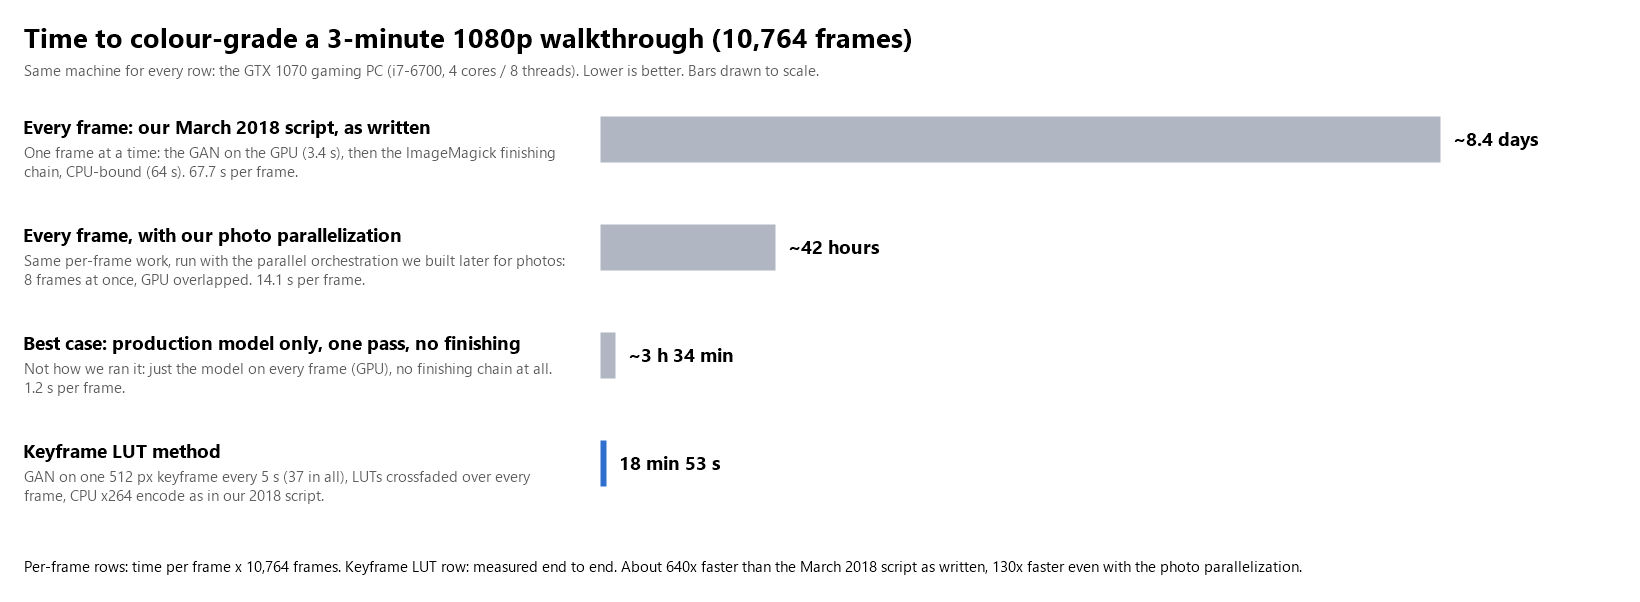 Time to colour-grade a 3-minute 1080p walkthrough (10,764 frames)
Same machine for every row: the GTX 1070 gaming PC (i7-6700, 4 cores / 8 threads). Lower is better. Bars drawn to scale.
Every frame: our March 2018 script, as written
One frame at a time: the GAN on the GPU (3.4 s), then the ImageMagick finishing
chain, CPU-bound (64 s). 67.7 s per frame.
~8.4 days
Every frame, with our photo parallelization
Same per-frame work, run with the parallel orchestration we built later for photos:
8 frames at once, GPU overlapped. 14.1 s per frame.
~42 hours
Best case: production model only, one pass, no finishing
Not how we ran it: just the model on every frame (GPU), no finishing chain at all.
1.2 s per frame.
~3 h 34 min
Keyframe LUT method
GAN on one 512 px keyframe every 5 s (37 in all), LUTs crossfaded over every
frame, CPU x264 encode as in our 2018 script.
18 min 53 s
Per-frame rows: time per frame x 10,764 frames. Keyframe LUT row: measured end to end. About 640x faster than the March 2018 script as written, 130x faster even with the photo parallelization.